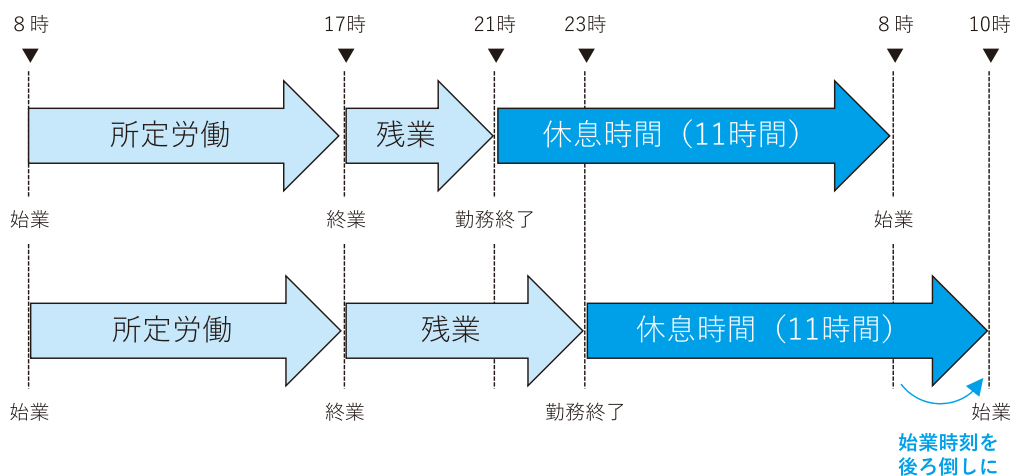 8時 17時 21時 23時 8時 10時
所定労働 残業 休息時間（11時間）
始業 終業 勤務終了 始業
所定労働 残業 休息時間（11時間）
始業 終業 勤務終了 始業
始業時刻を
後ろ倒しに